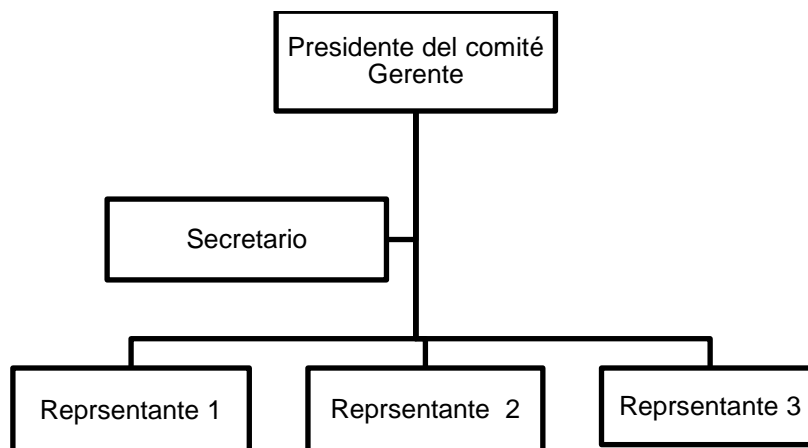 Presidente del comité
Gerente
Secretario
Reprsentante 1
Reprsentante 2
Reprsentante 3